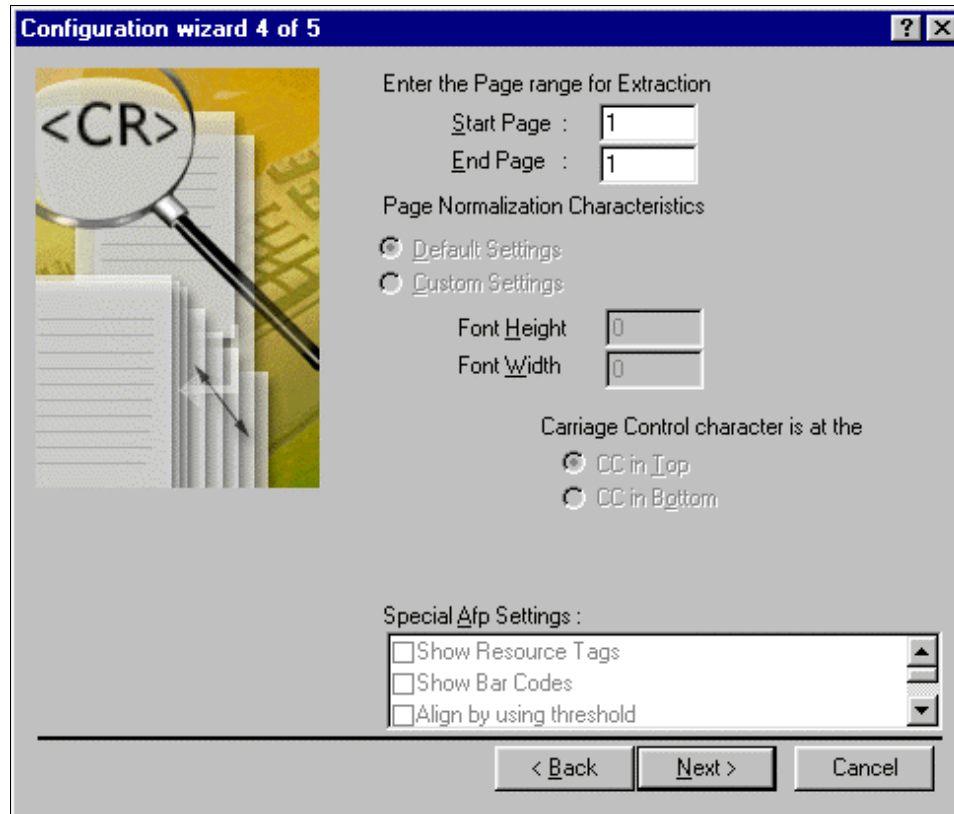 Configuration wizard 4 of 5
<CR>
Enter the Page range for Extraction
Start Page : 1
End Page : 1
Page Normalization Characteristics
Default Settings
Custom Settings
Font Height 0
Font Width 0
Carriage Control character is at the
CC in Top
CC in Bottom
Special Afp Settings :
Show Resource Tags
Show Bar Codes
Align by using threshold
< Back Next > Cancel